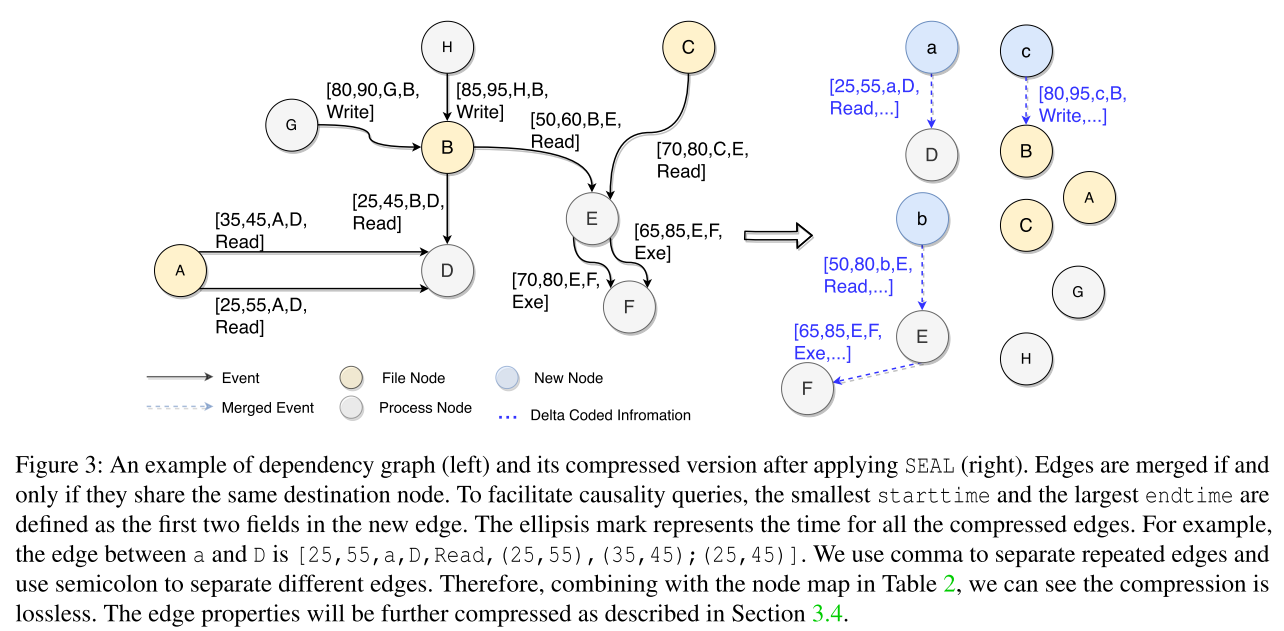 H
C
a
c
[80,90,G,B,
Write]
[85,95,H,B,
Write]
[25,55,a,D,
Read,...]
[80,95,c,B,
Write,...]
G
[50,60,B,E,
Read]
B
[70,80,C,E,
Read]
D
B
A
[25,45,B,D,
Read]
[35,45,A,D,
Read]
E
b
C
[65,85,E,F,
Exe]
A
D
[50,80,b,E,
Read,...]
[70,80,E,F,
Exe]
F
G
[25,55,A,D,
Read]
[65,85,E,F,
Exe,...]
E
H
F
Event
File Node
New Node
Merged Event
Process Node
... Delta Coded Infromation
Figure 3: An example of dependency graph (left) and its compressed version after applying SEAL (right). Edges are merged if and
only if they share the same destination node. To facilitate causality queries, the smallest starttime and the largest endtime are
defined as the first two fields in the new edge. The ellipsis mark represents the time for all the compressed edges. For example,
the edge between a and D is [25,55,a,D,Read,(25,55),(35,45);(25,45)]. We use comma to separate repeated edges and
use semicolon to separate different edges. Therefore, combining with the node map in Table 2, we can see the compression is
lossless. The edge properties will be further compressed as described in Section 3.4.